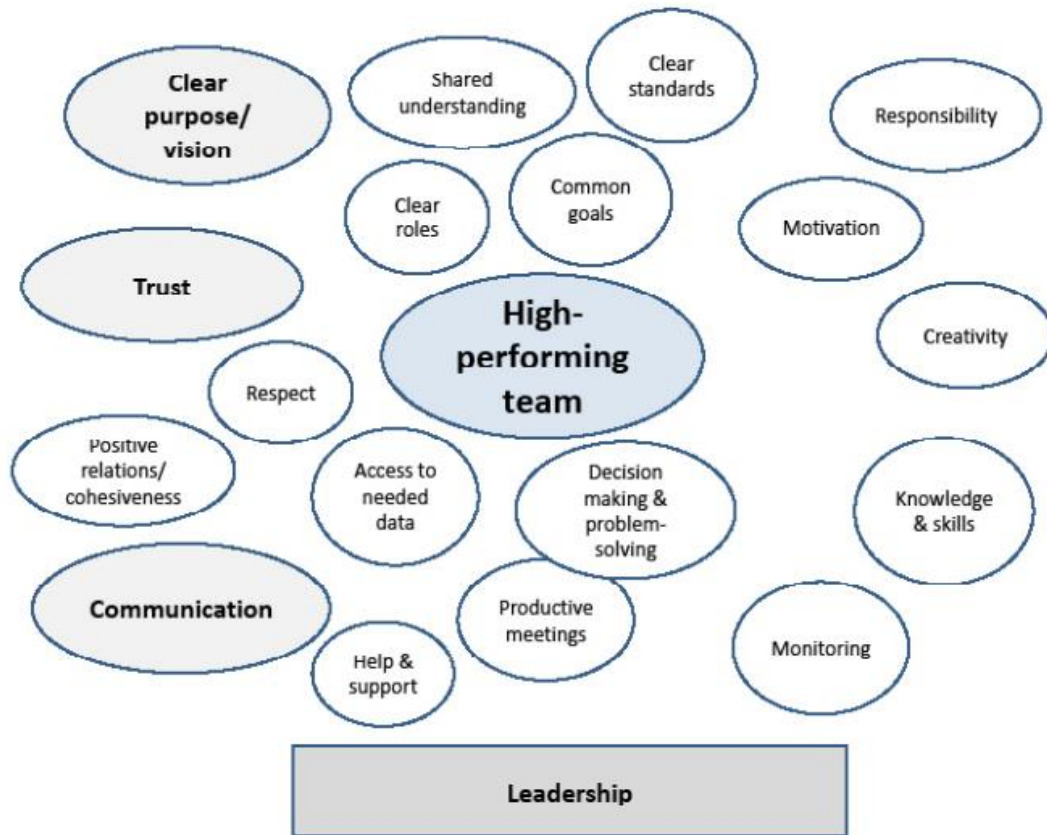 Clear
purpose/
vision
Shared
understanding
Clear
standards
Responsibility
Clear
roles
Common
goals
Motivation
Trust
High-
performing
team
Creativity
Respect
Positive
relations/
cohesiveness
Access to
needed
data
Decision
making &
problem-
solving
Knowledge
& skills
Communication
Productive
meetings
Help &
support
Monitoring
Leadership